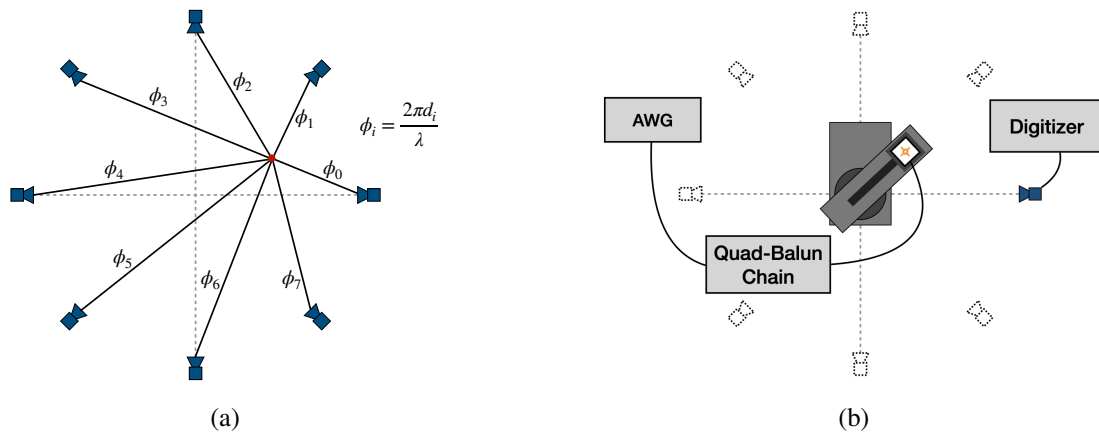 ϕ₂
ϕ₃
ϕ₁
ϕᵢ = 2πdᵢ / λ
ϕ₀
ϕ₄
ϕ₅
ϕ₆
ϕ₇
(a)
AWG
Digitizer
Quad-Balun
Chain
(b)